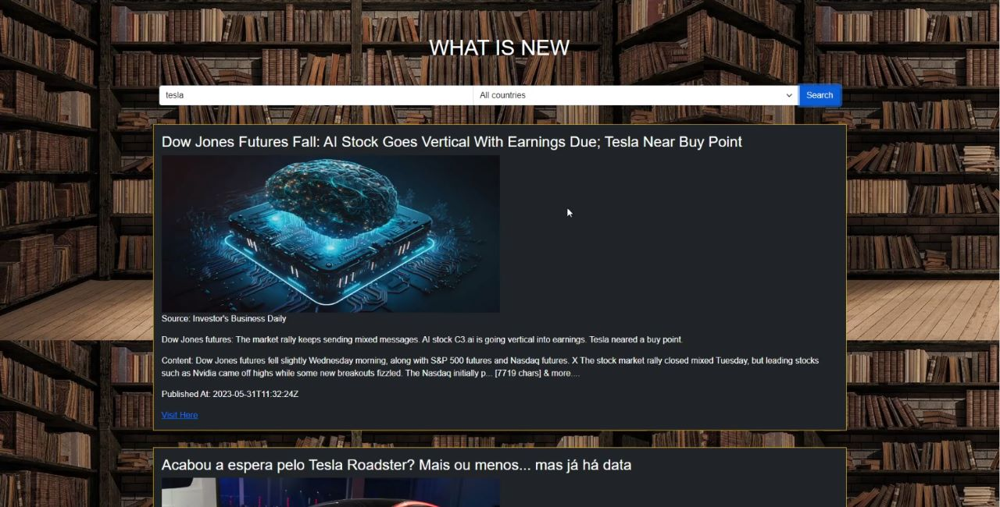 WHAT IS NEW
tesla
All countries
Search
Dow Jones Futures Fall: AI Stock Goes Vertical With Earnings Due; Tesla Near Buy Point
Source: Investor's Business Daily
Dow Jones futures: The market rally keeps sending mixed messages. AI stock C3.ai is going vertical into earnings. Tesla neared a buy point.
Content: Dow Jones futures fell slightly Wednesday morning, along with S&P 500 futures and Nasdaq futures. X The stock market rally closed mixed Tuesday, but leading stocks
such as Nvidia came off highs while some new breakouts fizzled. The Nasdaq initially p... [7719 chars] & more....
Published At: 2023-05-31T11:32:24Z
Visit Here
Acabou a espera pelo Tesla Roadster? Mais ou menos... mas já há data